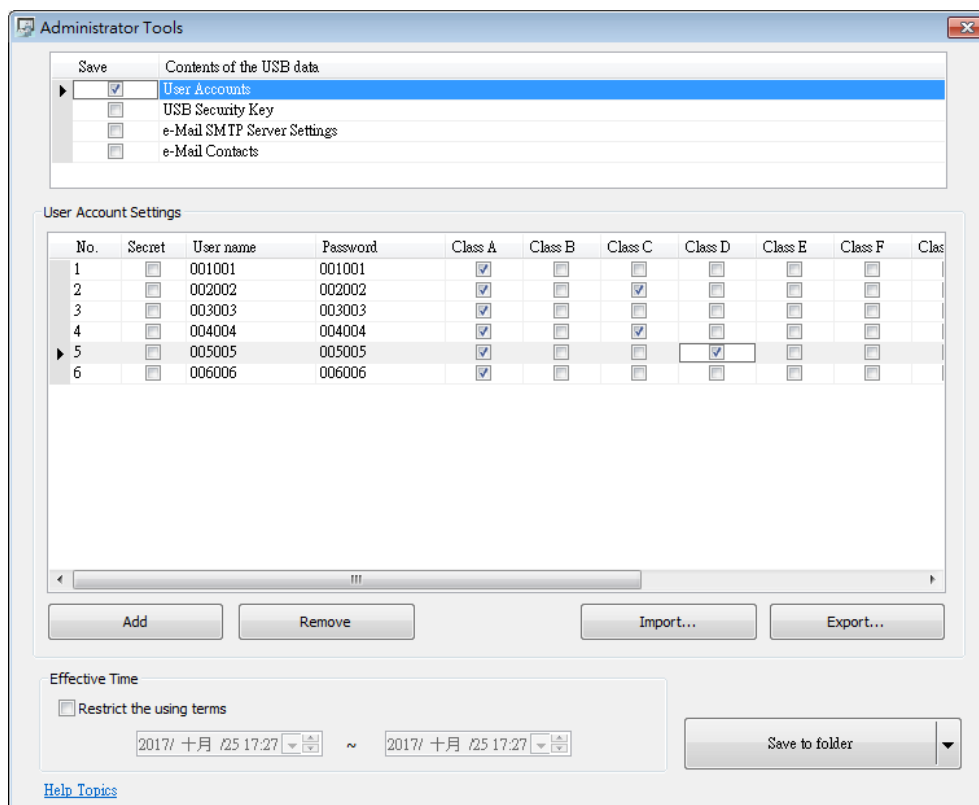 Administrator Tools
Save Contents of the USB data
User Accounts
USB Security Key
e-Mail SMTP Server Settings
e-Mail Contacts
User Account Settings
No. Secret User name Password Class A Class B Class C Class D Class E Class F Clas
1 001001 001001
2 002002 002002
3 003003 003003
4 004004 004004
5 005005 005005
6 006006 006006
Add Remove Import... Export...
Effective Time
Restrict the using terms
2017/ 十月 /25 17:27 ~ 2017/ 十月 /25 17:27
Save to folder
Help Topics